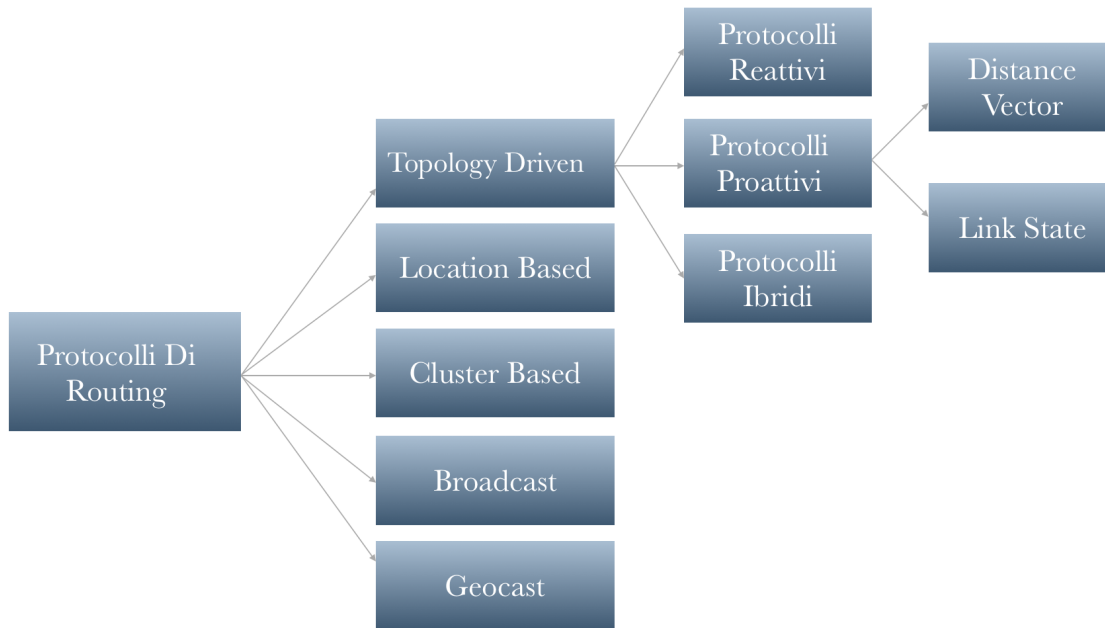 Protocolli Di
Routing
Topology Driven
Location Based
Cluster Based
Broadcast
Geocast
Protocolli
Reattivi
Protocolli
Proattivi
Protocolli
Ibridi
Distance
Vector
Link State